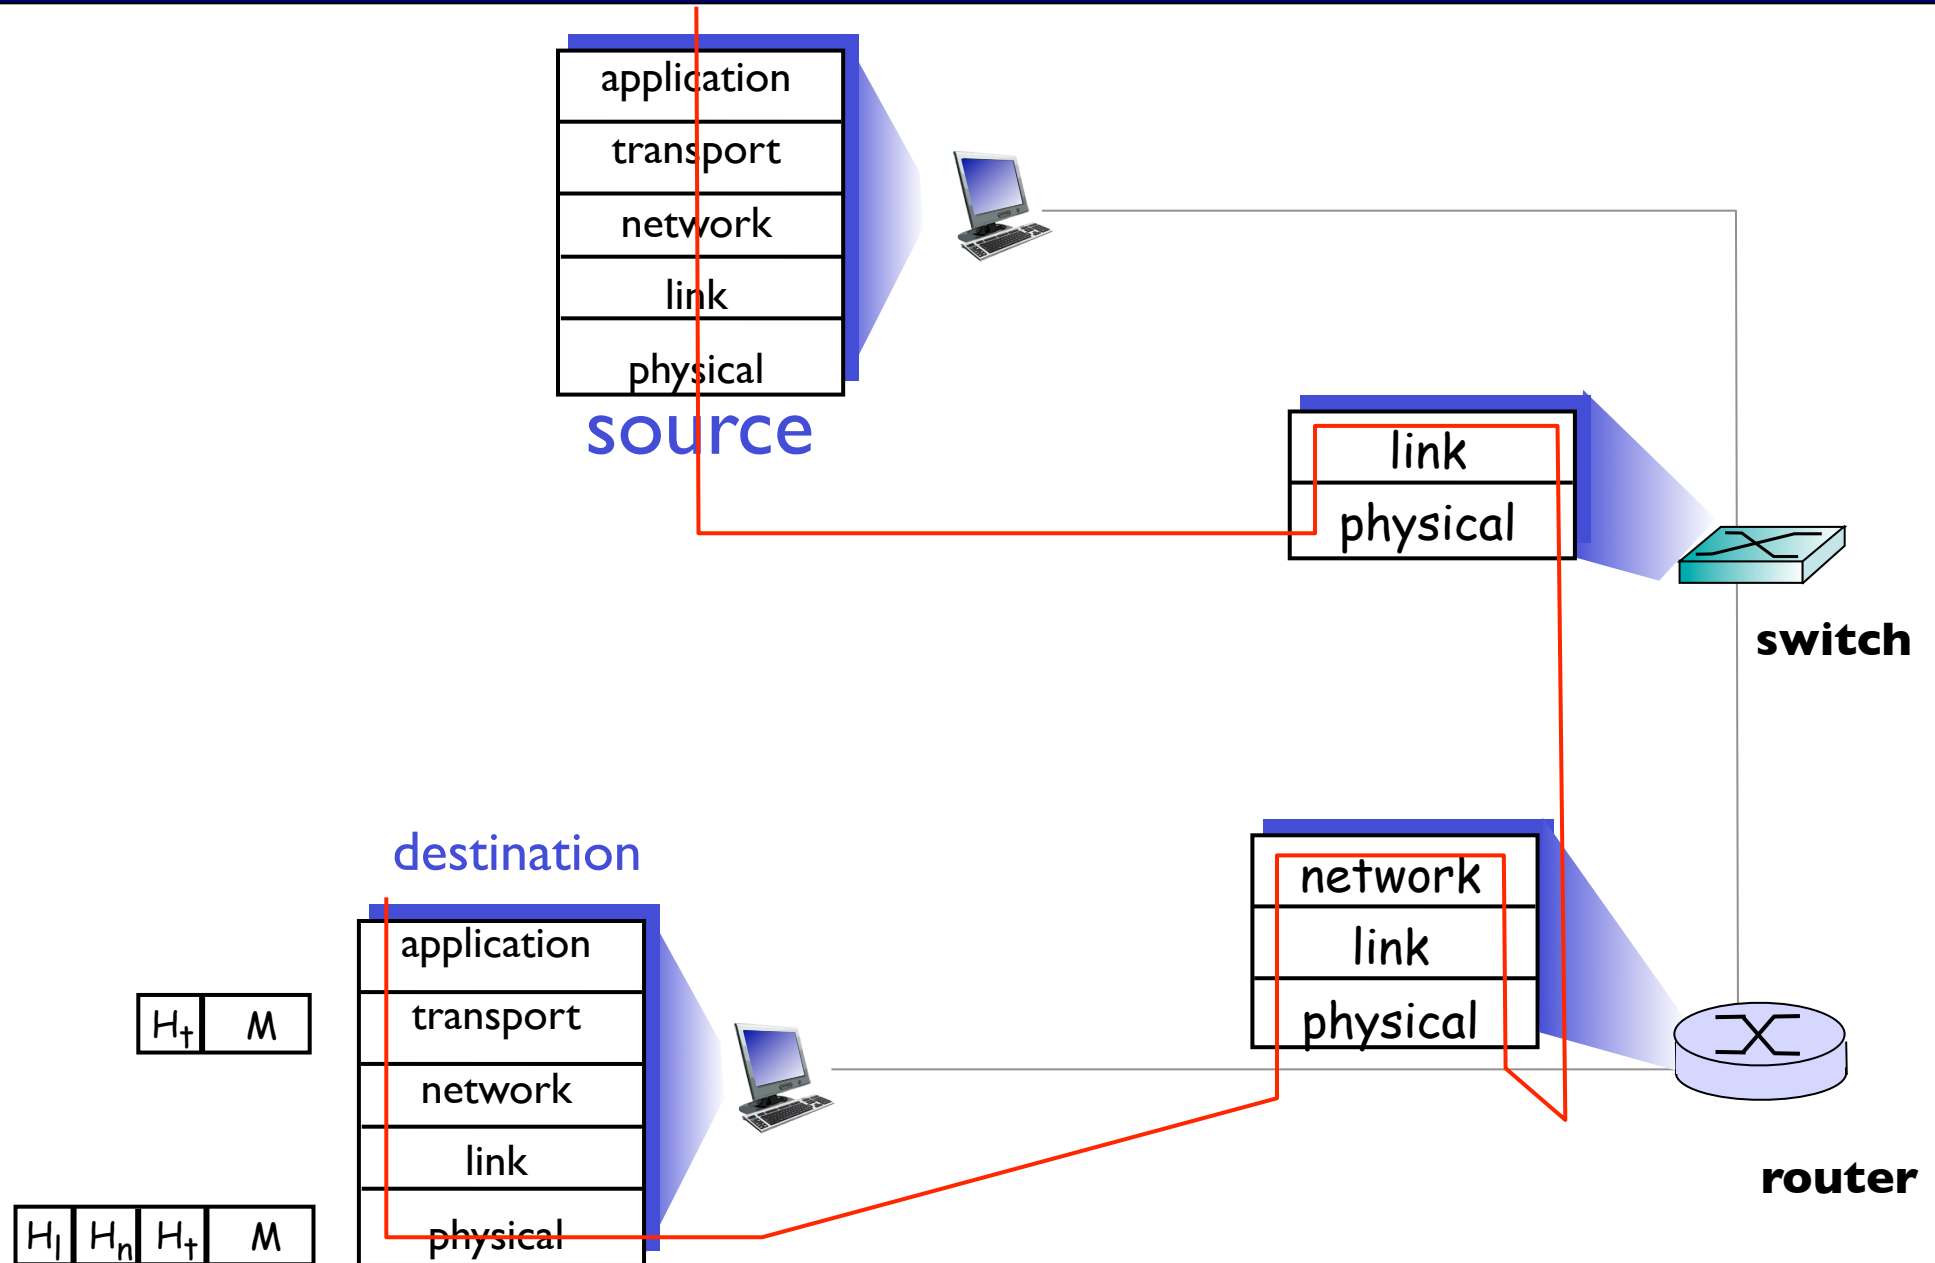 application
transport
network
link
physical
source
link
physical
switch
destination
application
transport
network
link
physical
Ht M
Hl Hn Ht M
network
link
physical
router